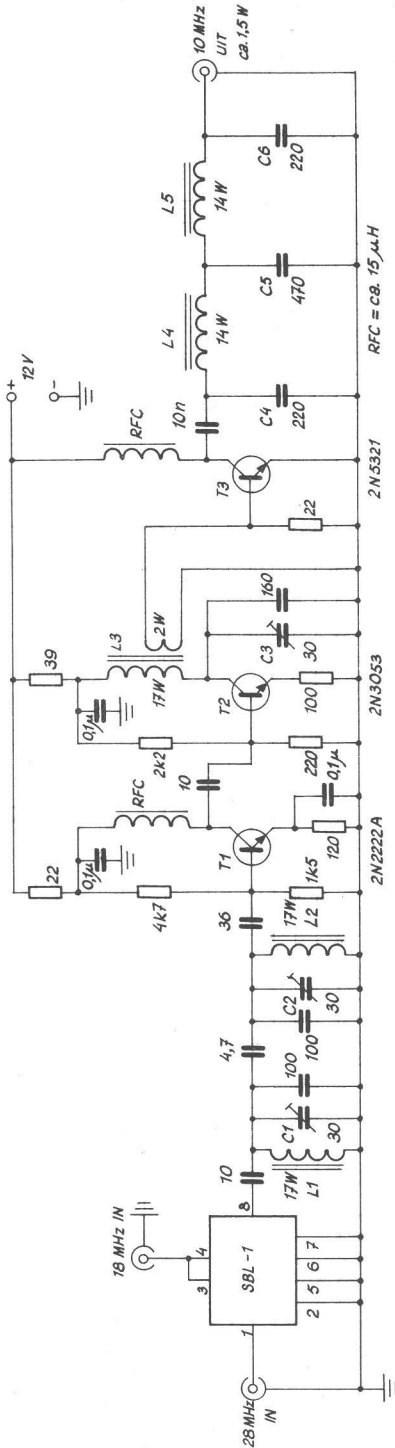 28 MHz
IN
18 MHz IN
1
3
4
SBL-1
8
2
5
6
7
10
17W
L1
C1
30
100
4,7
100
C2
30
17W
L2
36
22
0,1µ
4k7
RFC
1k5
T1
120
0,1µ
2N2222A
10
39
0,1µ
2k2
220
17W
L3
2W
T2
100
2N3053
C3
30
160
22
T3
2N5321
RFC
+
12V
-
10n
L4
14W
L5
14W
C4
220
C5
470
C6
220
10 MHz
UIT
ca 1,5W
RFC = ca. 15 µH